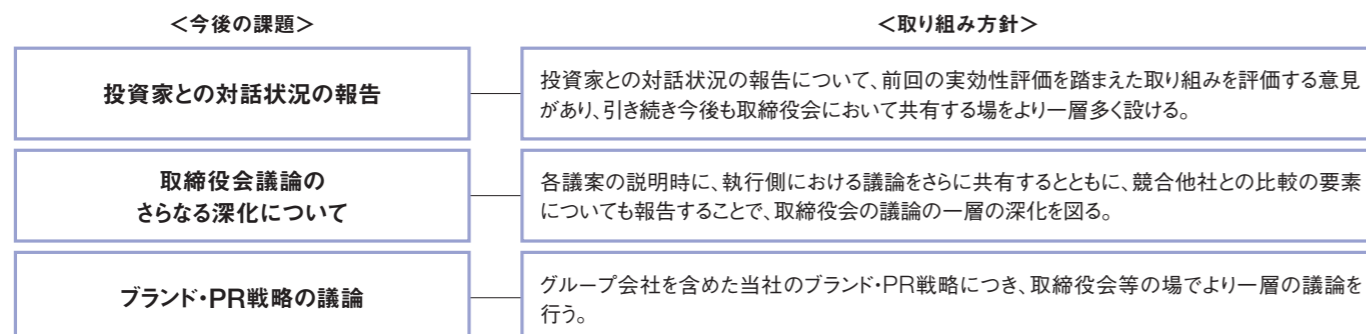 ＜今後の課題＞
＜取り組み方針＞
投資家との対話状況の報告
投資家との対話状況の報告について、前回の実効性評価を踏まえた取り組みを評価する意見
があり、引き続き今後も取締役会において共有する場をより一層多く設ける。
取締役会議論の
さらなる深化について
各議案の説明時に、執行側における議論をさらに共有するとともに、競合他社との比較の要素
についても報告することで、取締役会の議論の一層の深化を図る。
ブランド・PR戦略の議論
グループ会社を含めた当社のブランド・PR戦略につき、取締役会等の場でより一層の議論を
行う。